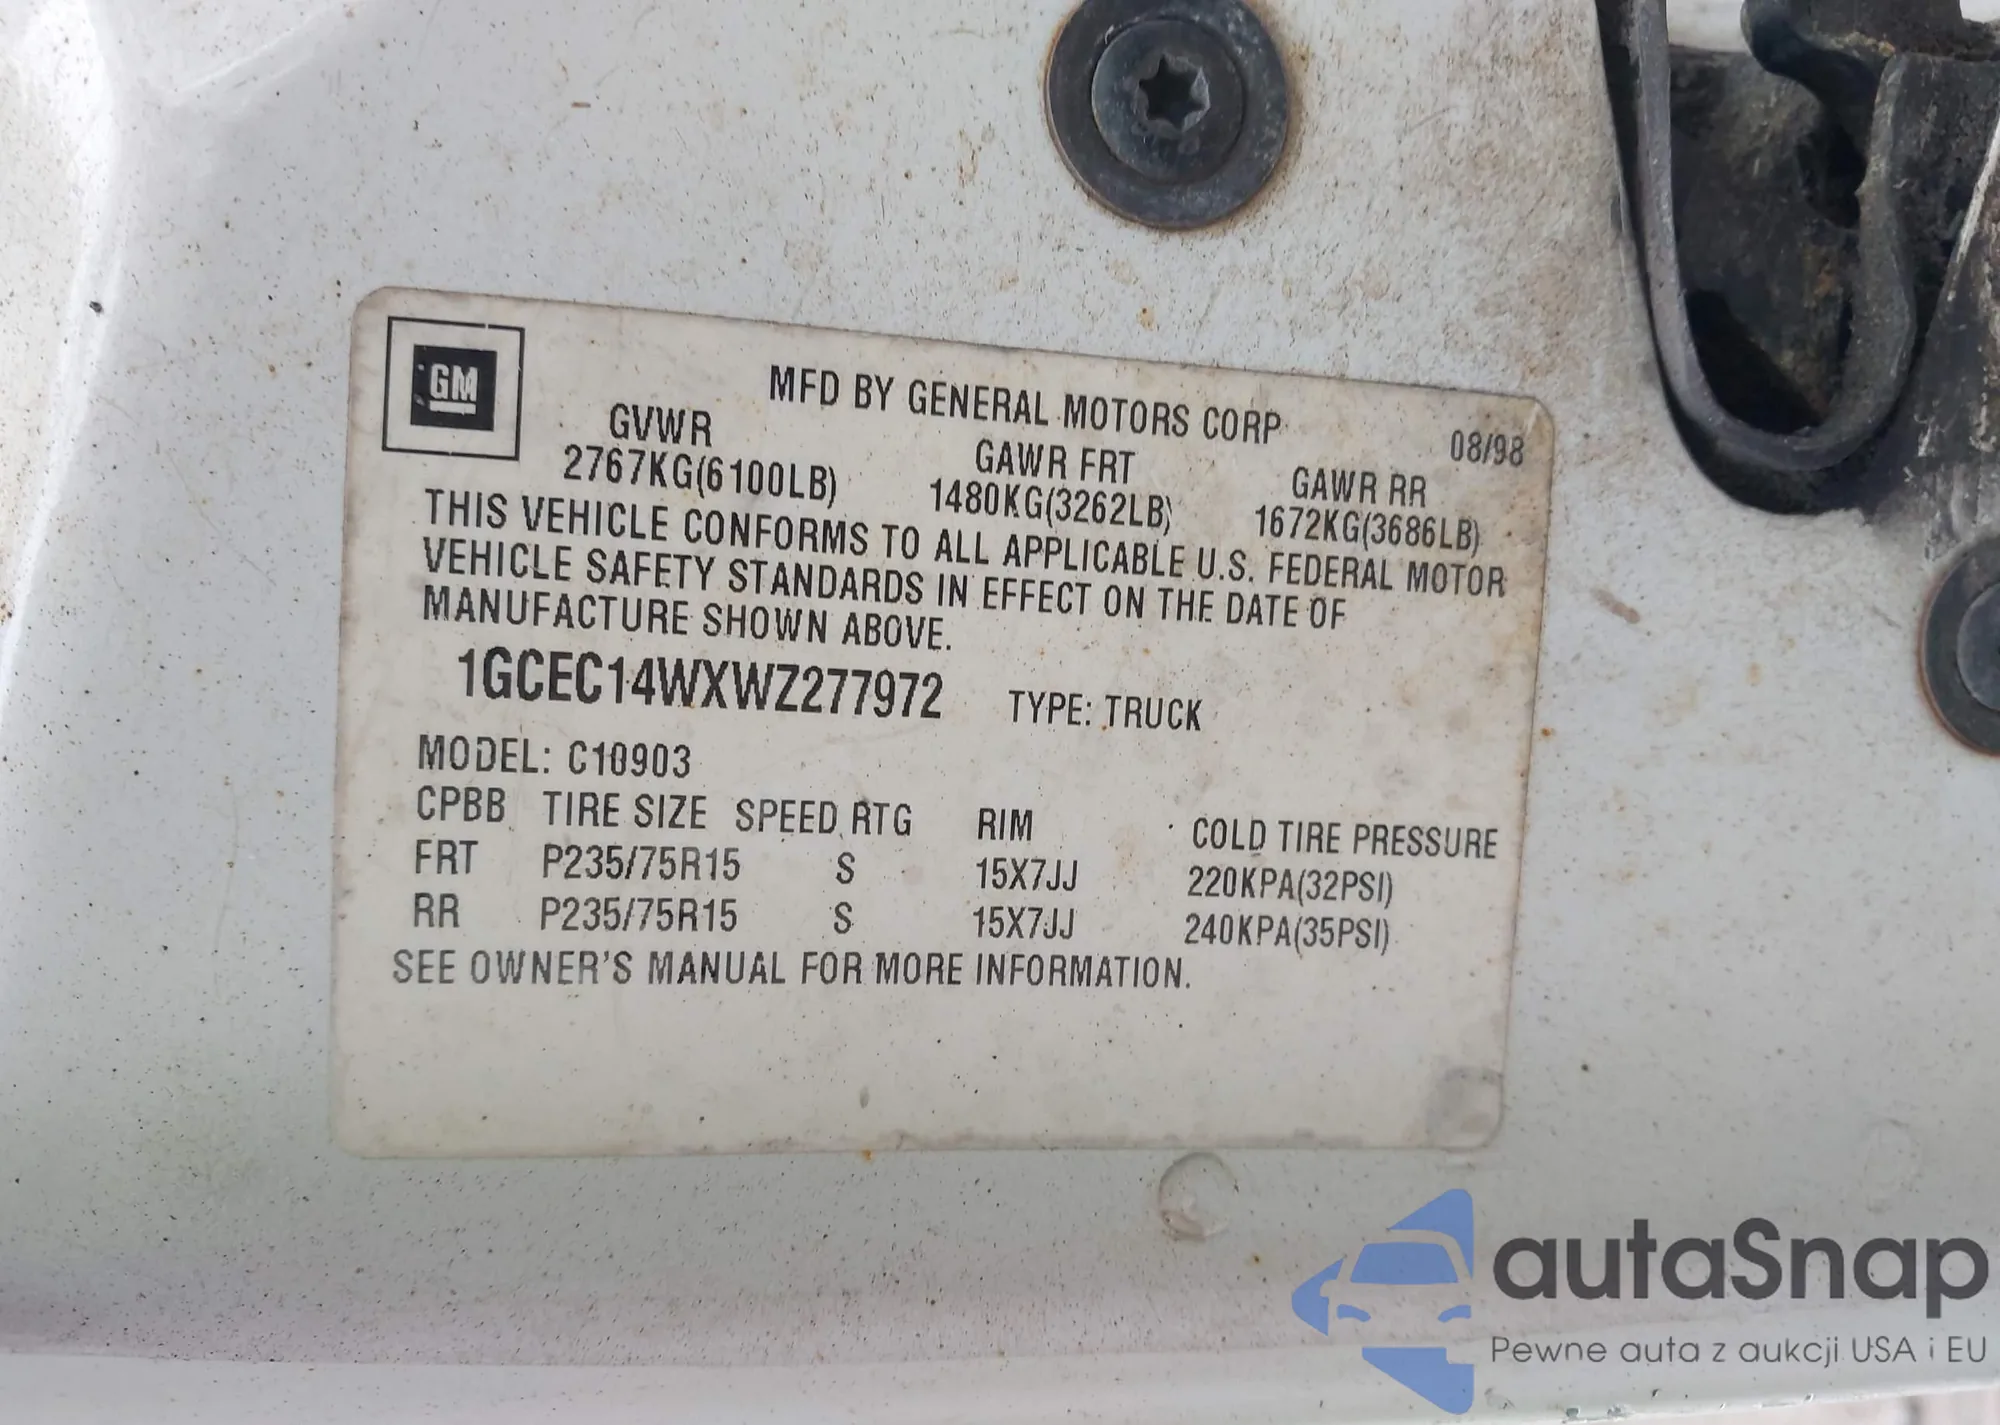 GM
MFD BY GENERAL MOTORS CORP
08/98
GVWR GAWR FRT GAWR RR
2767KG(6100LB) 1480KG(3262LB) 1672KG(3686LB)
THIS VEHICLE CONFORMS TO ALL APPLICABLE U.S. FEDERAL MOTOR
VEHICLE SAFETY STANDARDS IN EFFECT ON THE DATE OF
MANUFACTURE SHOWN ABOVE.
1GCEC14WXWZ277972 TYPE: TRUCK
MODEL: C10903
CPBB TIRE SIZE SPEED RTG RIM COLD TIRE PRESSURE
FRT P235/75R15 S 15X7JJ 220KPA(32PSI)
RR P235/75R15 S 15X7JJ 240KPA(35PSI)
SEE OWNER'S MANUAL FOR MORE INFORMATION.
autaSnap
Pewne auta z aukcji USA i EU